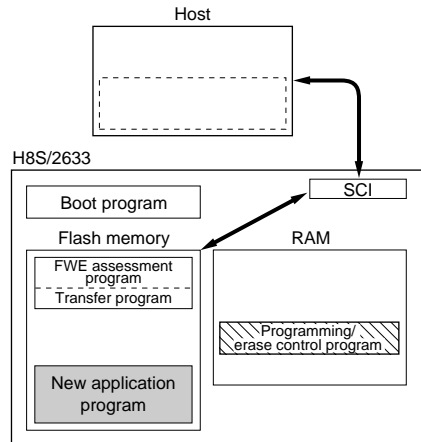 Host
H8S/2633
SCI
Boot program
Flash memory
RAM
FWE assessment
program
Transfer program
Programming/
erase control program
New application
program